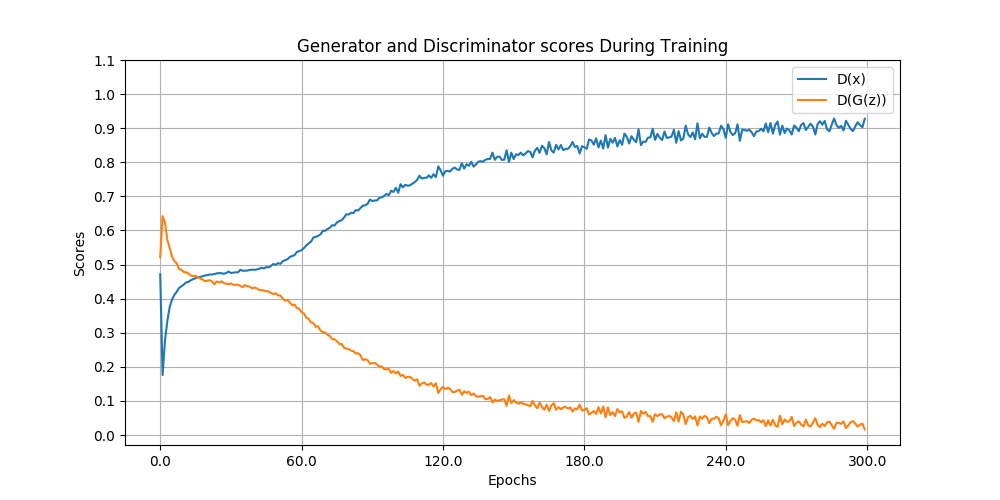 Generator and Discriminator scores During Training
1.1
1.0
0.9
0.8
0.7
0.6
0.5
0.4
0.3
0.2
0.1
0.0
Scores
D(x)
D(G(z))
0.0 60.0 120.0 180.0 240.0 300.0
Epochs